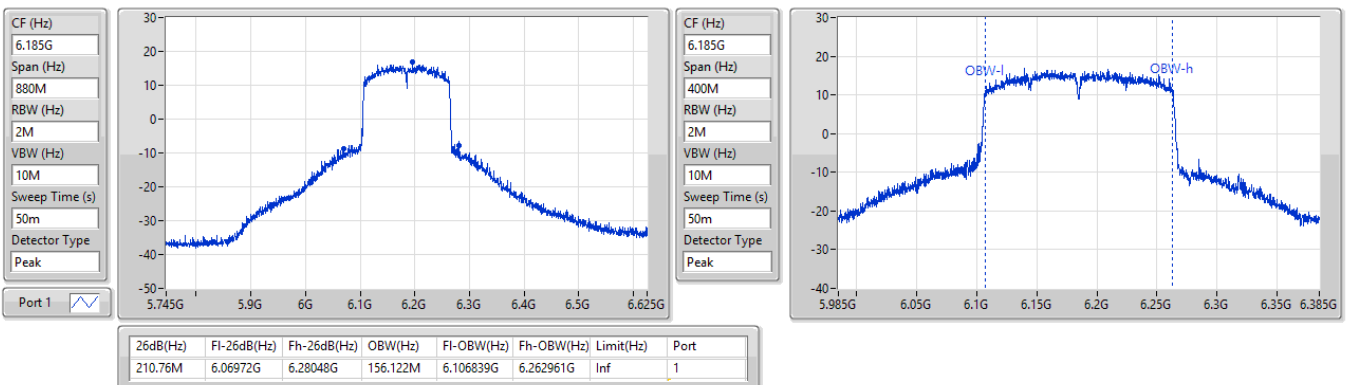 CF (Hz)
6.185G
Span (Hz)
880M
RBW (Hz)
2M
VBW (Hz)
10M
Sweep Time (s)
50m
Detector Type
Peak
Port 1
30
20
10
0
-10
-20
-30
-40
-50
5.745G 5.9G 6G 6.1G 6.2G 6.3G 6.4G 6.5G 6.625G
CF (Hz)
6.185G
Span (Hz)
400M
RBW (Hz)
2M
VBW (Hz)
10M
Sweep Time (s)
50m
Detector Type
Peak
30
20
10
0
-10
-20
-30
-40
OBW-l OBW-h
5.985G 6.05G 6.1G 6.15G 6.2G 6.25G 6.3G 6.35G 6.385G
26dB(Hz) Fl-26dB(Hz) Fh-26dB(Hz) OBW(Hz) Fl-OBW(Hz) Fh-OBW(Hz) Limit(Hz) Port
210.76M 6.06972G 6.28048G 156.122M 6.106839G 6.262961G Inf 1